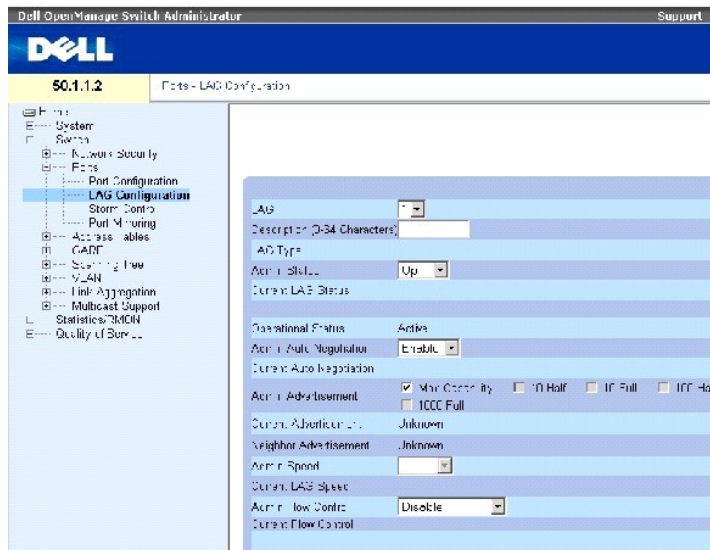 Dell OpenManage Switch Administrator
Support
DELL
50.1.1.2
Ports - LAG Configuration
Home
System
Switch
Network Security
Ports
Port Configuration
LAG Configuration
Storm Control
Port Mirroring
Address Tables
GARP
Spanning Tree
VLAN
Link Aggregation
Multicast Support
Statistics/RMON
Quality of Service
LAG
1
Description (0-64 Characters)
LAG Type
Admin Status
Up
Current LAG Status
Operational Status
Active
Admin Auto Negotiation
Enable
Current Auto Negotiation
Admin Advertisement
Max Capability
10 Half
10 Full
100 Ha
1000 Full
Current Advertisement
Unknown
Neighbor Advertisement
Unknown
Admin Speed
Current LAG Speed
Admin Flow Control
Disable
Current Flow Control